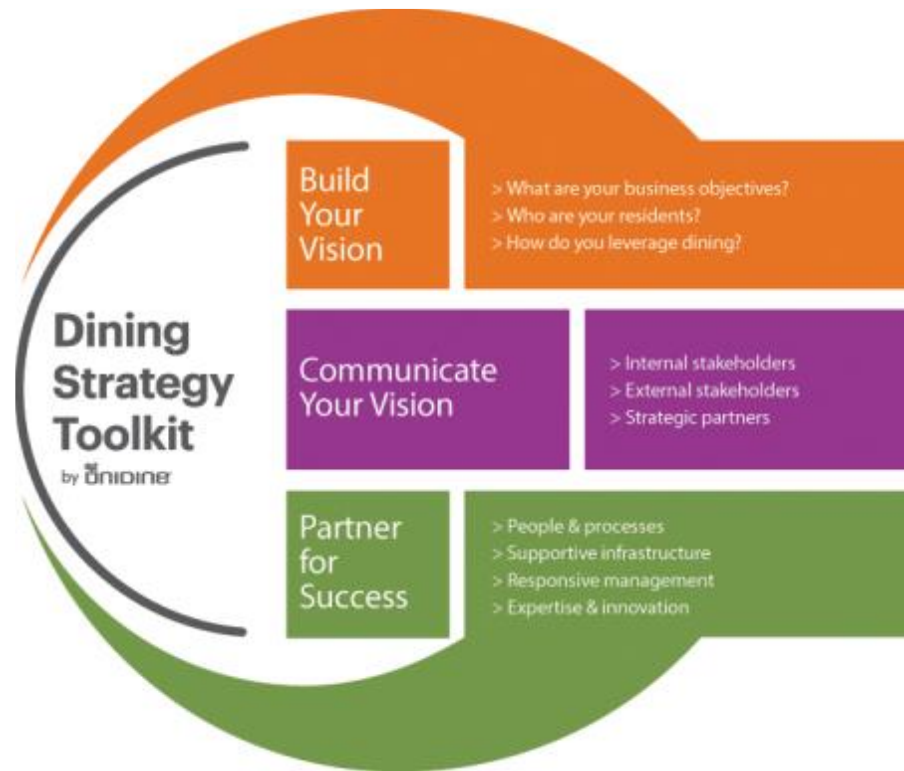 Dining
Strategy
Toolkit
by UNIDINE
Build
Your
Vision
> What are your business objectives?
> Who are your residents?
> How do you leverage dining?
Communicate
Your Vision
> Internal stakeholders
> External stakeholders
> Strategic partners
Partner
for
Success
> People & processes
> Supportive infrastructure
> Responsive management
> Expertise & innovation